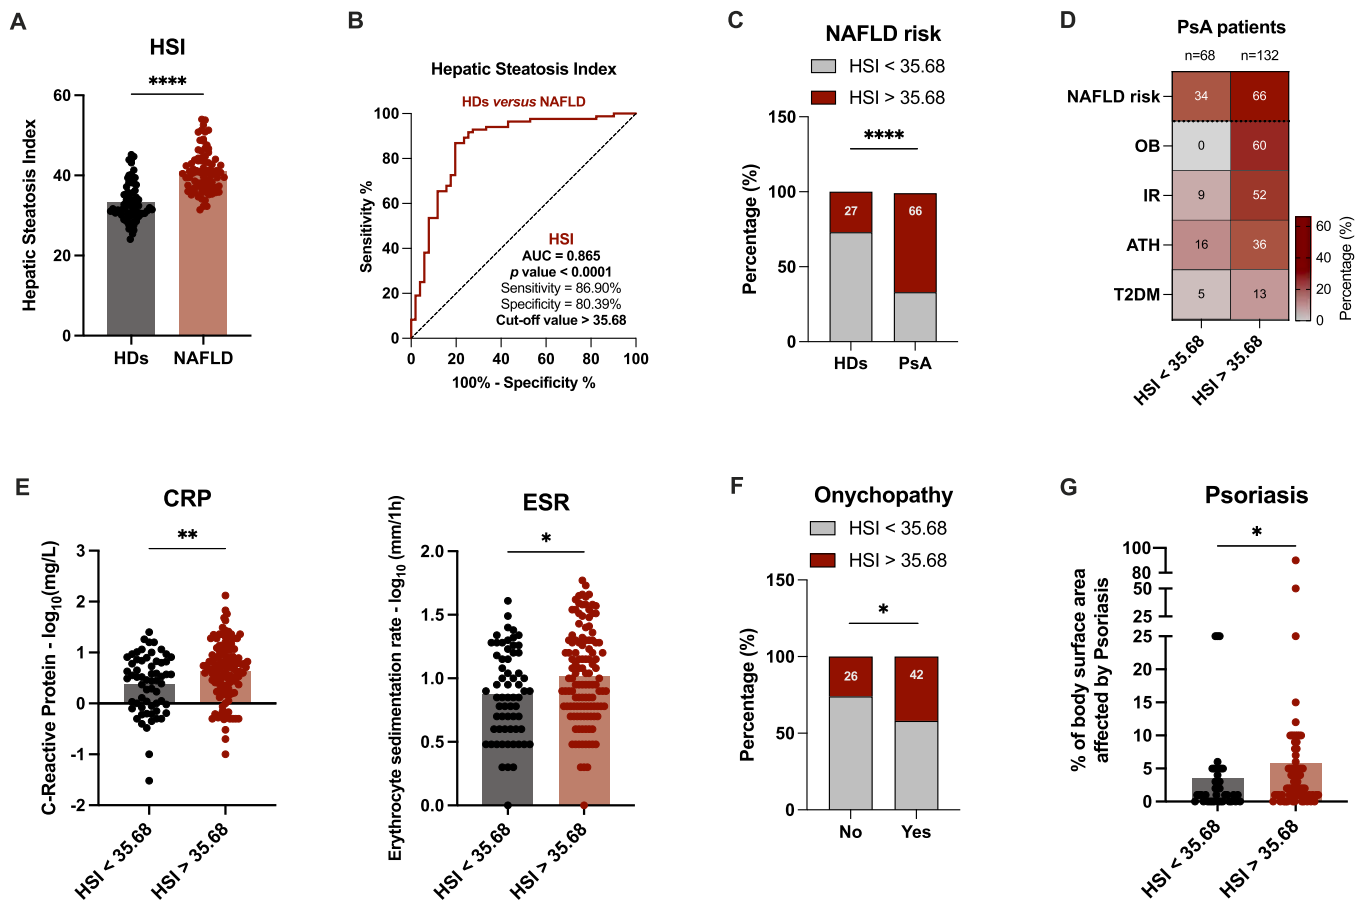 A
HSI
****
Hepatic Steatosis Index
60
40
20
0
HDs
NAFLD
B
Hepatic Steatosis Index
HDs versus NAFLD
Sensitivity %
100
80
60
40
20
0
HSI
AUC = 0.865
p value < 0.0001
Sensitivity = 86.90%
Specificity = 80.39%
Cut-off value > 35.68
0 20 40 60 80 100
100% - Specificity %
C
NAFLD risk
HSI < 35.68
HSI > 35.68
****
Percentage (%)
150
100
50
0
27
66
HDs
PsA
D
PsA patients
n=68 n=132
NAFLD risk 34 66
OB 0 60
IR 9 52
ATH 16 36
T2DM 5 13
HSI < 35.68
HSI > 35.68
60
40
20
0
Percentage (%)
E
CRP
**
C-Reactive Protein - log10(mg/L)
3
2
1
0
-1
-2
HSI < 35.68
HSI > 35.68
ESR
*
Erythrocyte sedimentation rate - log10 (mm/1h)
2.0
1.5
1.0
0.5
0.0
HSI < 35.68
HSI > 35.68
F
Onychopathy
HSI < 35.68
HSI > 35.68
*
Percentage (%)
150
100
50
0
26
42
No
Yes
G
Psoriasis
*
% of body surface area
affected by Psoriasis
100
80
50
25
25
20
15
10
5
0
HSI < 35.68
HSI > 35.68